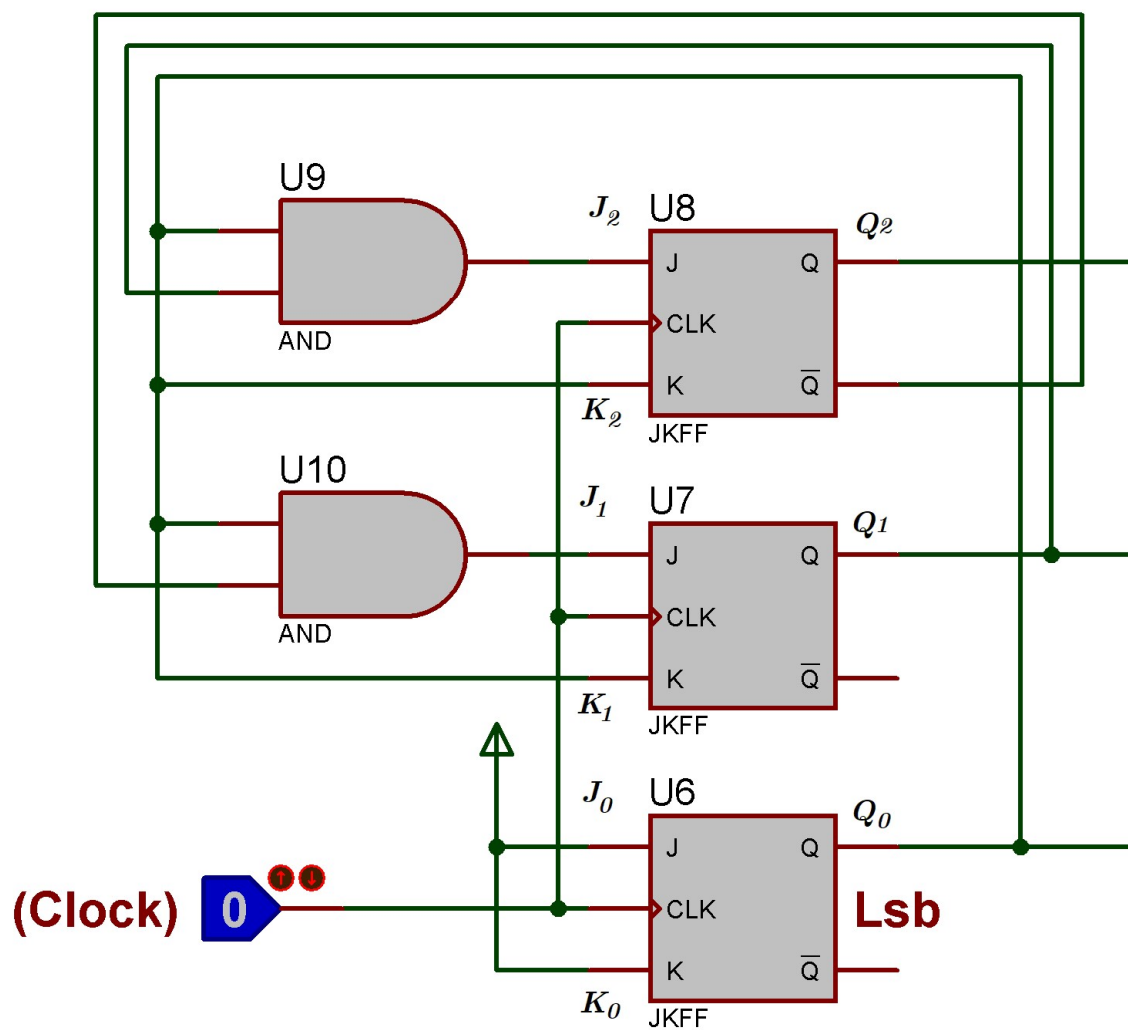 U9
AND
J2
U8
Q2
J
Q
CLK
K
Q̅
K2
JKFF
U10
AND
J1
U7
Q1
J
Q
CLK
K
Q̅
K1
JKFF
J0
U6
Q0
J
Q
(Clock)
0
CLK
Lsb
K
Q̅
K0
JKFF